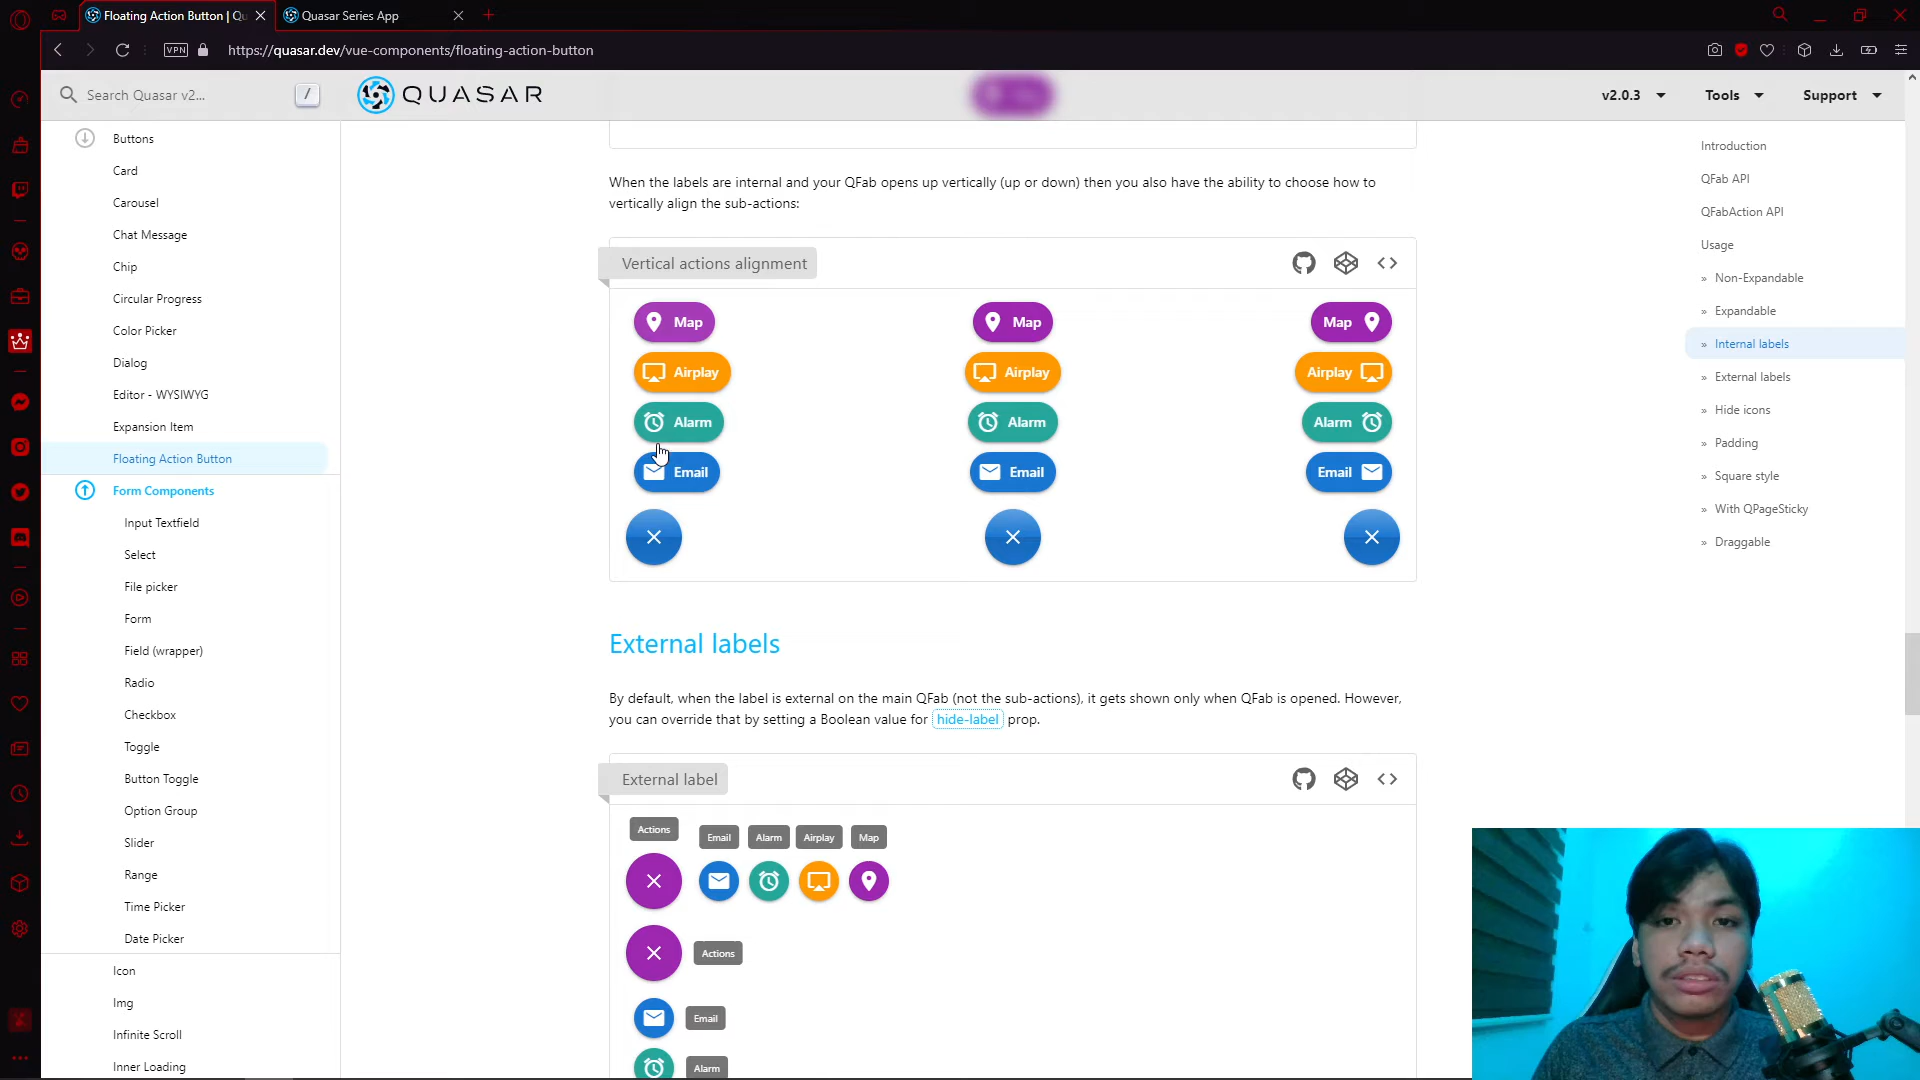 Floating Action Button | Qu
Quasar Series App
VPN
https://quasar.dev/vue-components/floating-action-button
Search Quasar v2...
/
QUASAR
v2.0.3
Tools
Support
Buttons
Card
Carousel
Chat Message
Chip
Circular Progress
Color Picker
Dialog
Editor - WYSIWYG
Expansion Item
Floating Action Button
Form Components
Input Textfield
Select
File picker
Form
Field (wrapper)
Radio
Checkbox
Toggle
Button Toggle
Option Group
Slider
Range
Time Picker
Date Picker
Icon
Img
Infinite Scroll
Inner Loading
When the labels are internal and your QFab opens up vertically (up or down) then you also have the ability to choose how to
vertically align the sub-actions:
Vertical actions alignment
Map
Map
Map
Airplay
Airplay
Airplay
Alarm
Alarm
Alarm
Email
Email
Email
External labels
By default, when the label is external on the main QFab (not the sub-actions), it gets shown only when QFab is opened. However,
you can override that by setting a Boolean value for hide-label prop.
External label
Actions
Email
Alarm
Airplay
Map
Actions
Email
Alarm
Introduction
QFab API
QFabAction API
Usage
» Non-Expandable
» Expandable
» Internal labels
» External labels
» Hide icons
» Padding
» Square style
» With QPageSticky
» Draggable